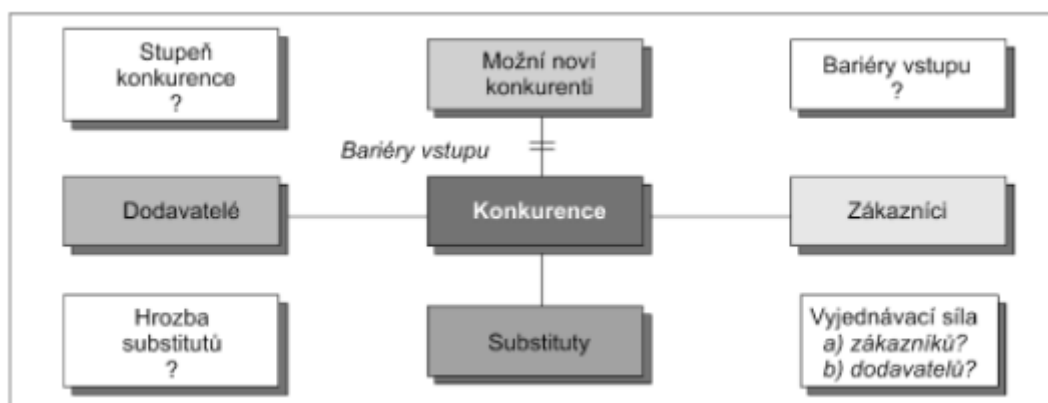 Stupeň
konkurence
?
Možní noví
konkurenti
Bariéry vstupu
?
Bariéry vstupu
Dodavatelé
Konkurence
Zákazníci
Hrozba
substitutů
?
Substituty
Vyjednávací síla
a) zákazníků?
b) dodavatelů?